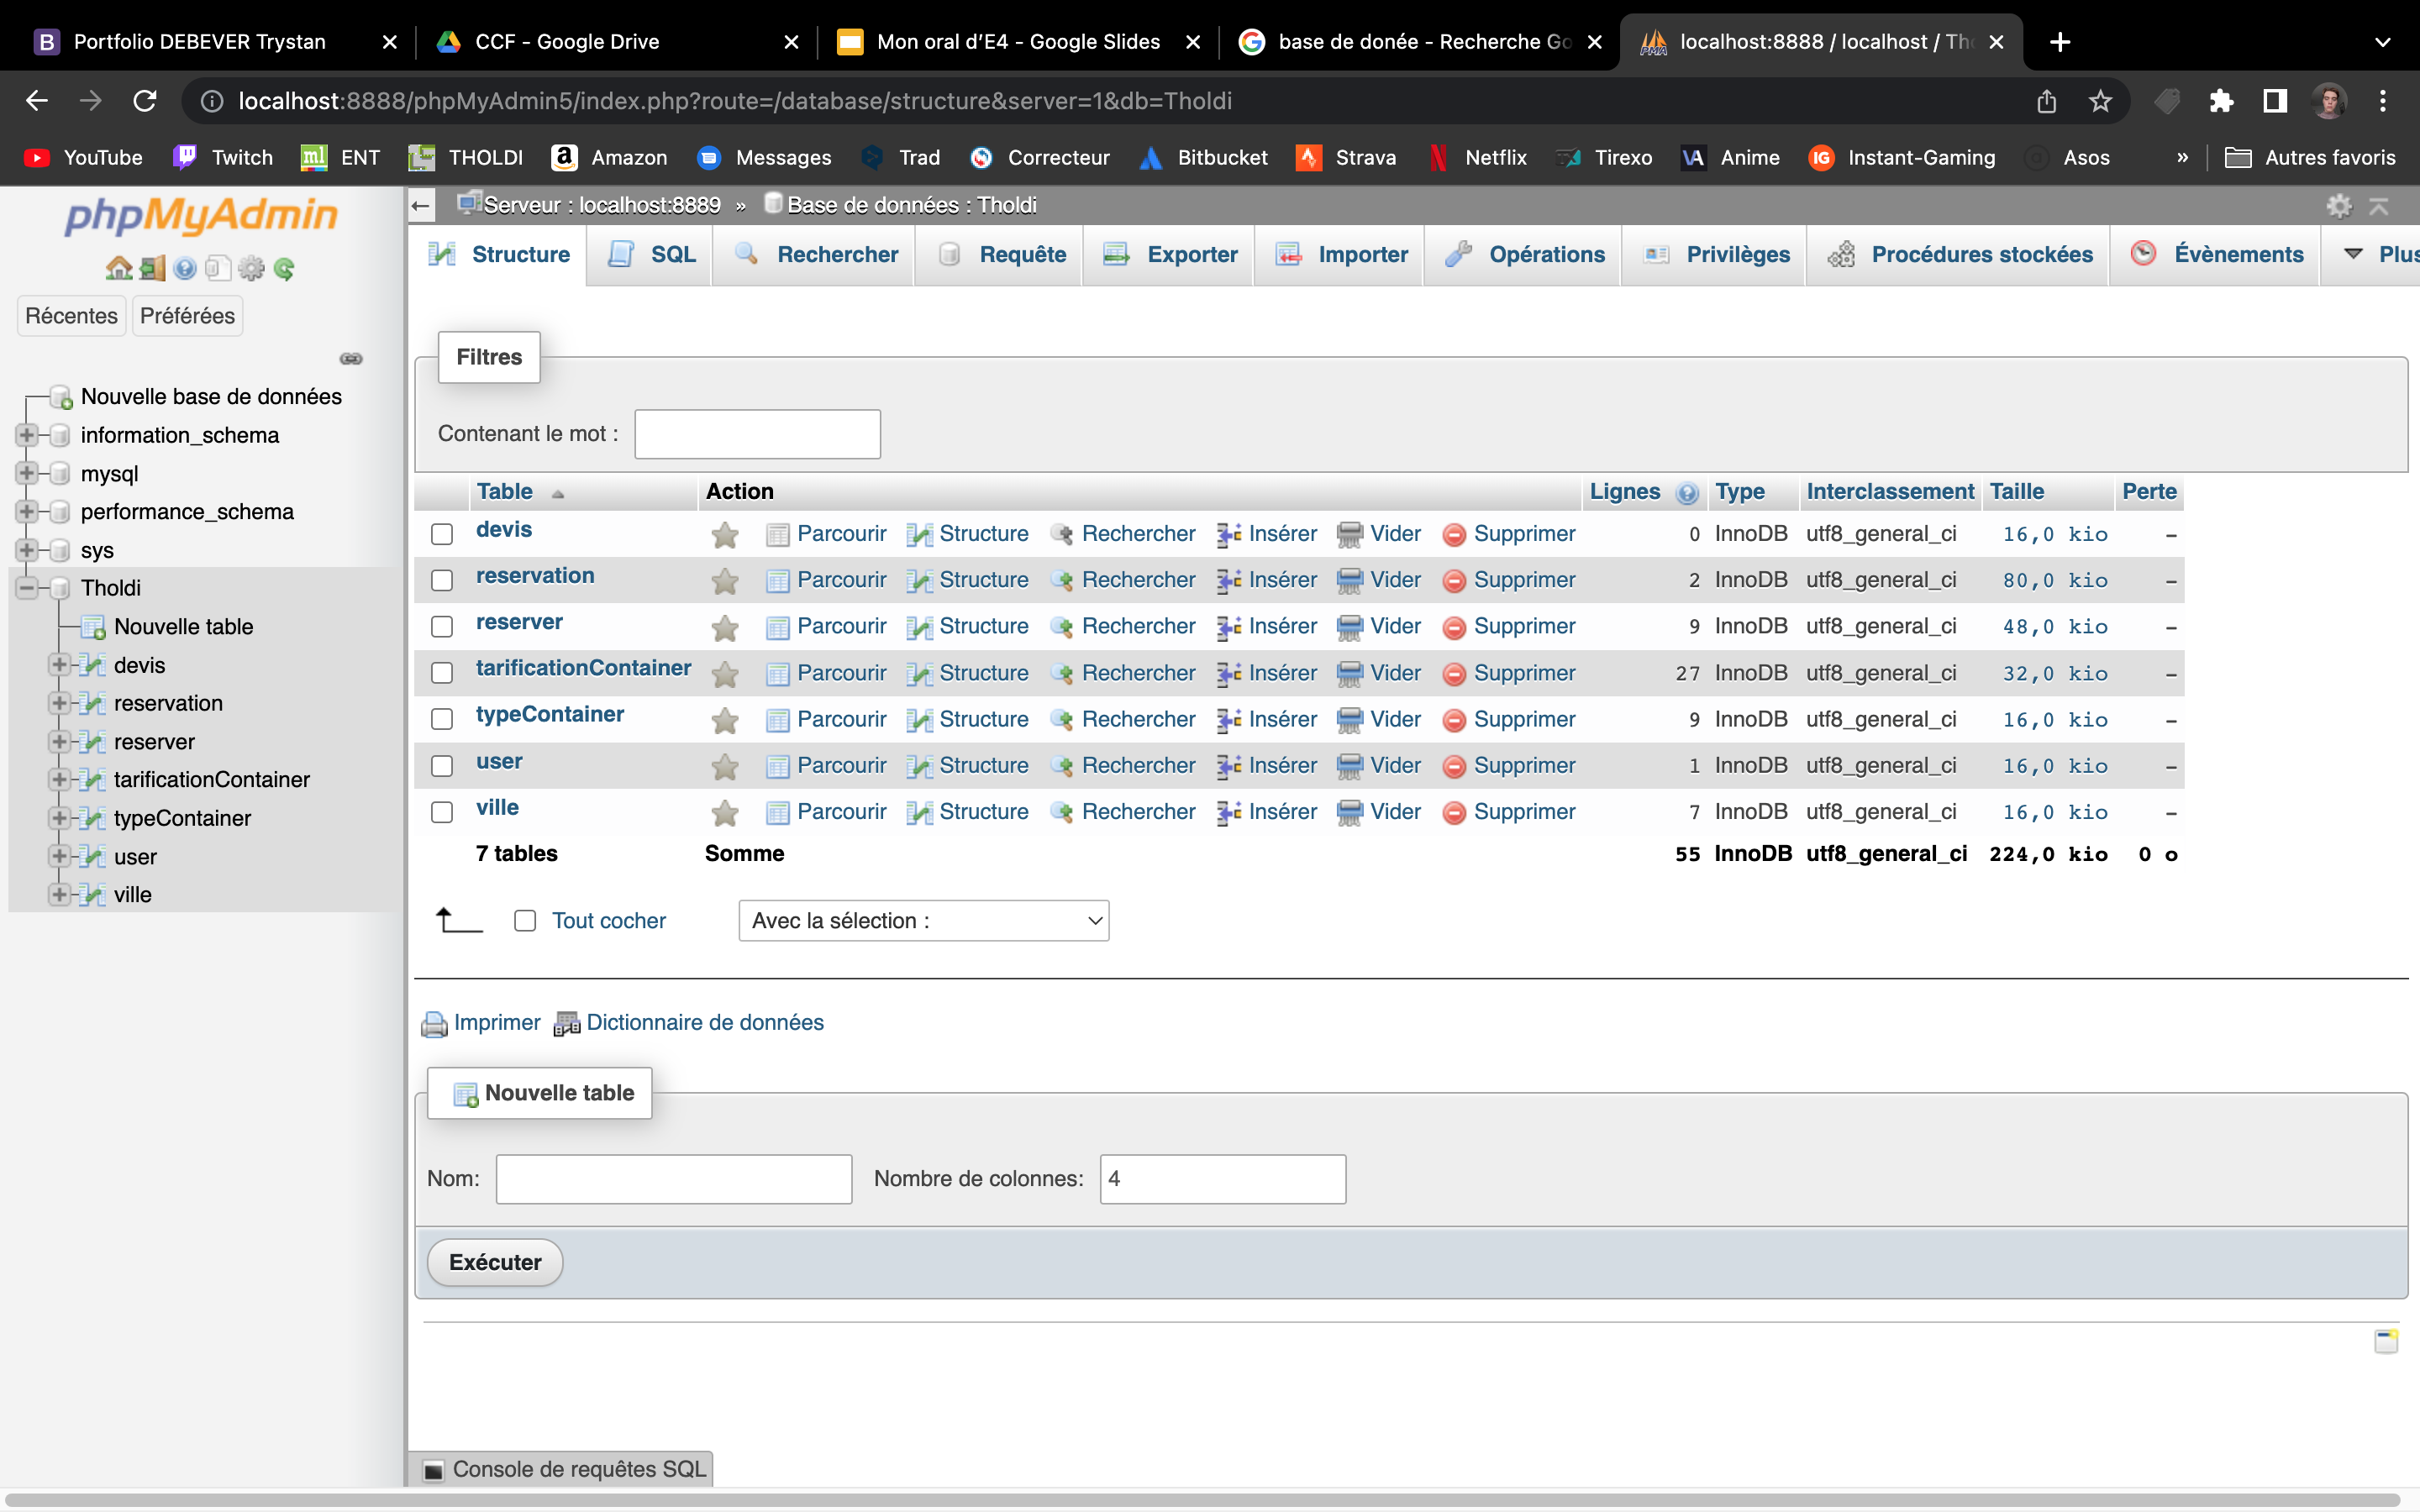 Portfolio DEBEVER Trystan
CCF - Google Drive
Mon oral d'E4 - Google Slides
base de donée - Recherche Go
localhost:8888 / localhost / Th
localhost:8888/phpMyAdmin5/index.php?route=/database/structure&server=1&db=Tholdi
YouTube Twitch ENT THOLDI Amazon Messages Trad Correcteur Bitbucket Strava Netflix Tirexo Anime Instant-Gaming Asos » Autres favoris
phpMyAdmin
Récentes Préférées
Nouvelle base de données
information_schema
mysql
performance_schema
sys
Tholdi
Nouvelle table
devis
reservation
reserver
tarificationContainer
typeContainer
user
ville
Serveur : localhost:8889 » Base de données : Tholdi
Structure SQL Rechercher Requête Exporter Importer Opérations Privilèges Procédures stockées Évènements Plus
Filtres
Contenant le mot :
Table Action Lignes Type Interclassement Taille Perte
devis Parcourir Structure Rechercher Insérer Vider Supprimer 0 InnoDB utf8_general_ci 16,0 kio –
reservation Parcourir Structure Rechercher Insérer Vider Supprimer 2 InnoDB utf8_general_ci 80,0 kio –
reserver Parcourir Structure Rechercher Insérer Vider Supprimer 9 InnoDB utf8_general_ci 48,0 kio –
tarificationContainer Parcourir Structure Rechercher Insérer Vider Supprimer 27 InnoDB utf8_general_ci 32,0 kio –
typeContainer Parcourir Structure Rechercher Insérer Vider Supprimer 9 InnoDB utf8_general_ci 16,0 kio –
user Parcourir Structure Rechercher Insérer Vider Supprimer 1 InnoDB utf8_general_ci 16,0 kio –
ville Parcourir Structure Rechercher Insérer Vider Supprimer 7 InnoDB utf8_general_ci 16,0 kio –
7 tables Somme 55 InnoDB utf8_general_ci 224,0 kio 0 o
Tout cocher Avec la sélection :
Imprimer Dictionnaire de données
Nouvelle table
Nom: Nombre de colonnes: 4
Exécuter
Console de requêtes SQL